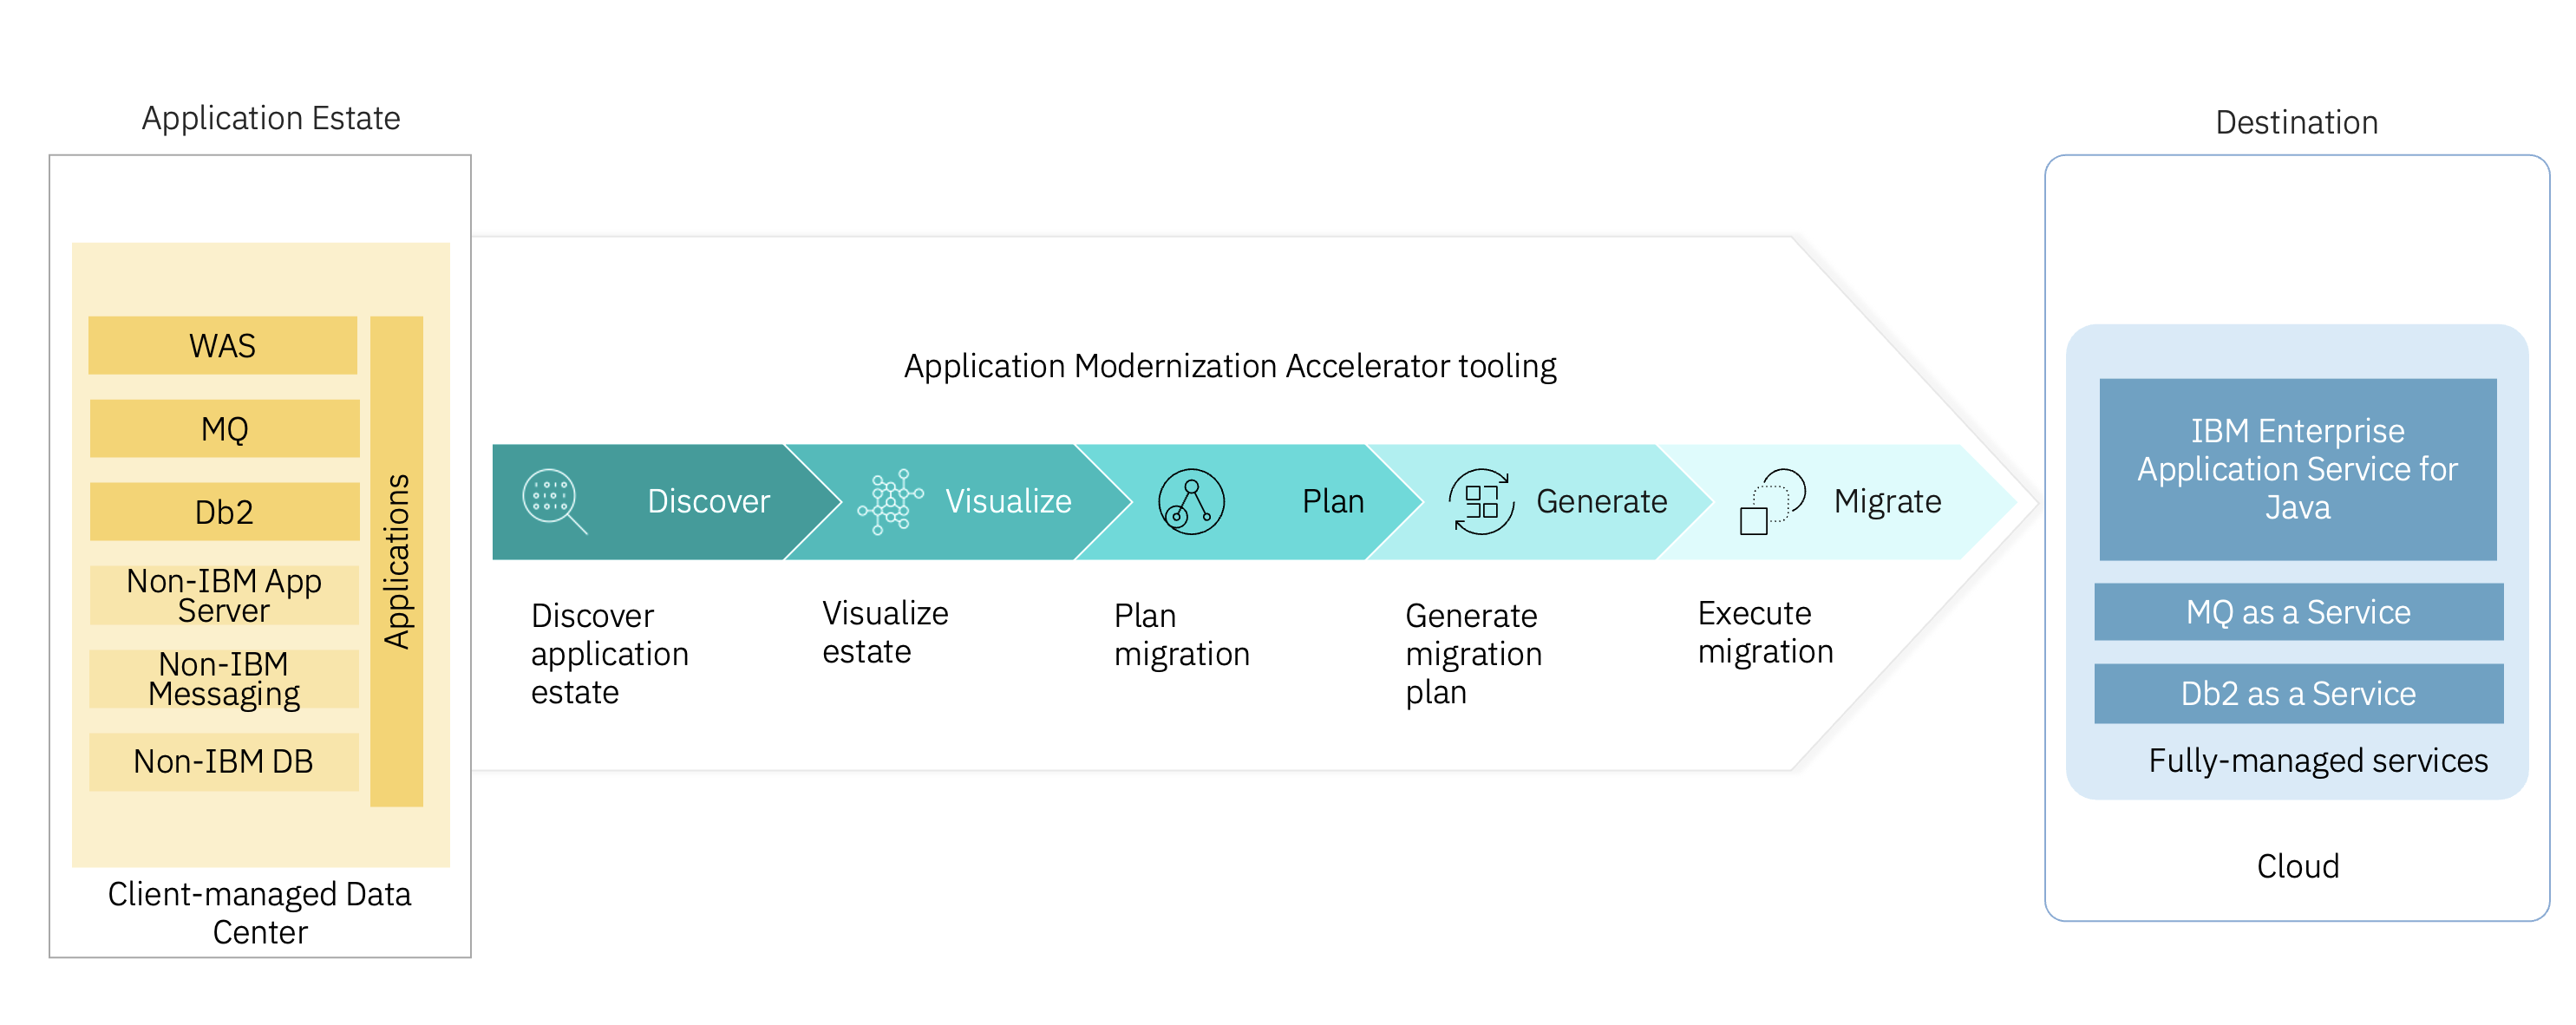 Application Estate
WAS
MQ
Db2
Non-IBM App
Server
Non-IBM
Messaging
Non-IBM DB
Applications
Client-managed Data
Center
Application Modernization Accelerator tooling
Discover
Visualize
Plan
Generate
Migrate
Discover
application
estate
Visualize
estate
Plan
migration
Generate
migration
plan
Execute
migration
Destination
IBM Enterprise
Application Service for
Java
MQ as a Service
Db2 as a Service
Fully-managed services
Cloud